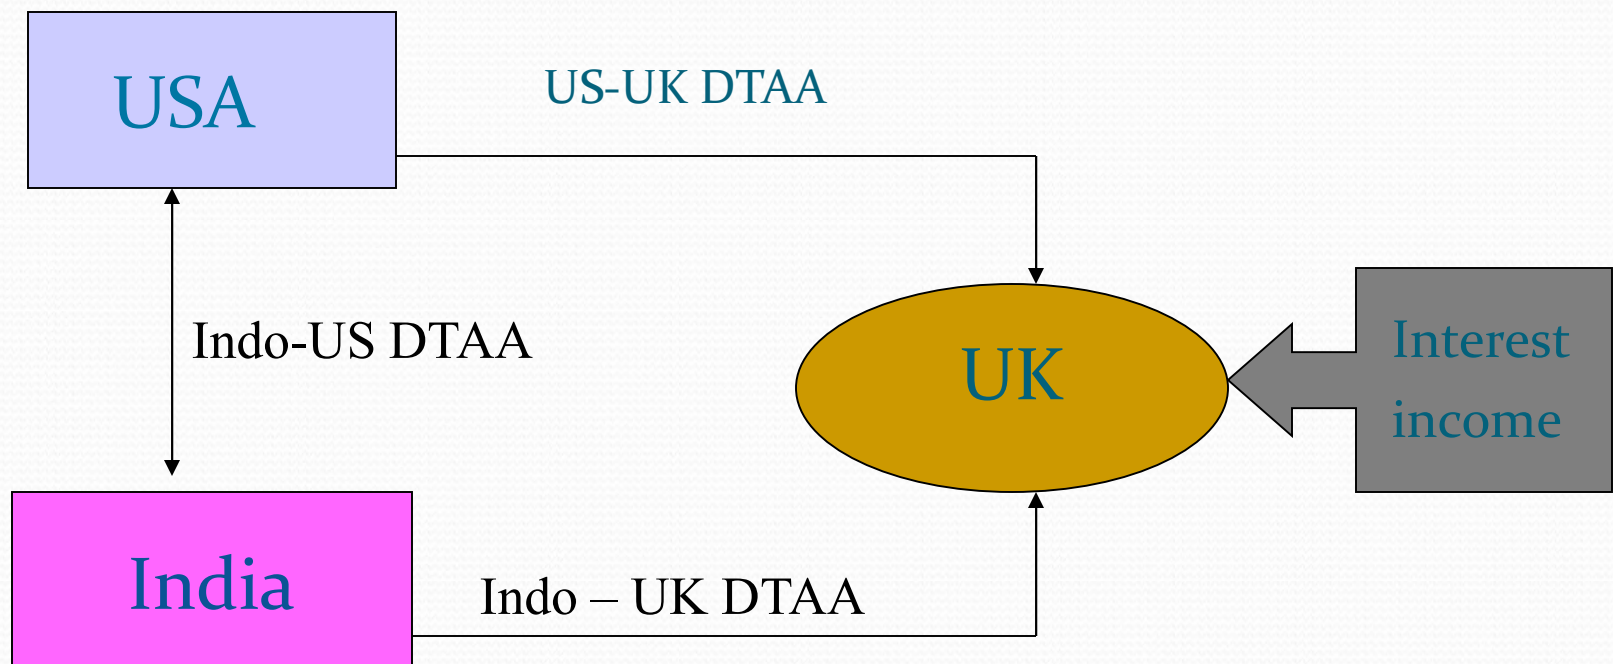 USA
US-UK DTAA
Indo-US DTAA
UK
Interest
income
India
Indo – UK DTAA